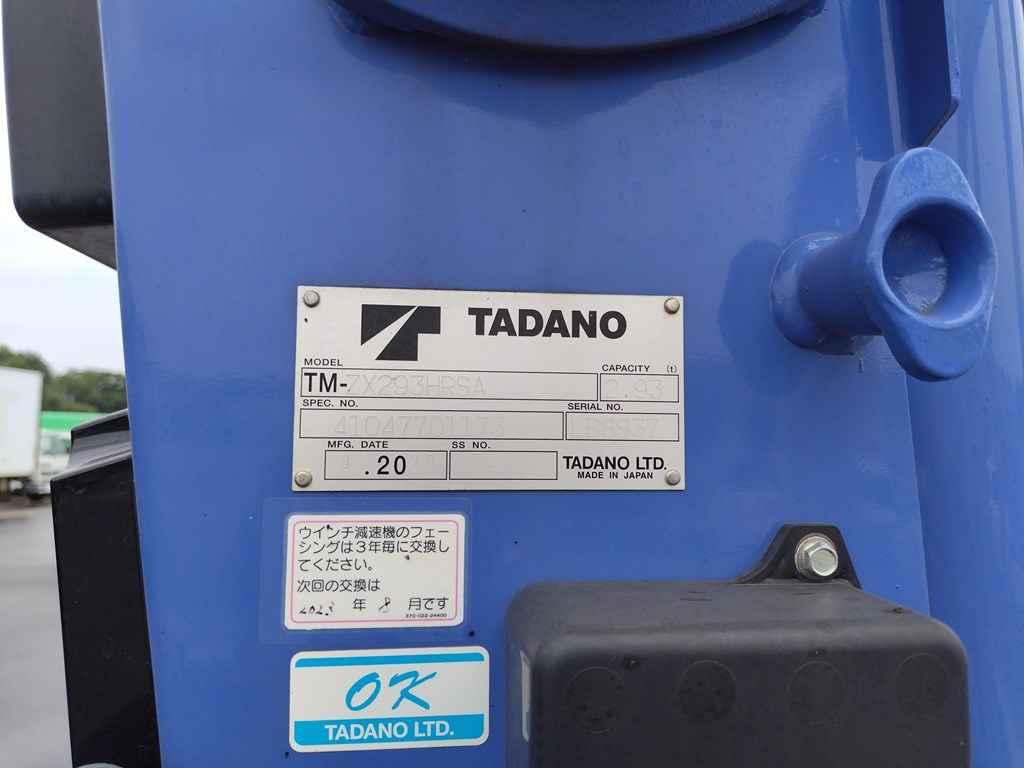 TADANO
MODEL
TM-ZX293HRSA
CAPACITY (t)
2.93
SPEC. NO.
SERIAL NO.
MFG. DATE
.20
SS NO.
TADANO LTD.
MADE IN JAPAN
ウインチ減速機のフェー
シングは3年毎に交換し
てください。
次回の交換は
2023 年 8 月です
OK
TADANO LTD.